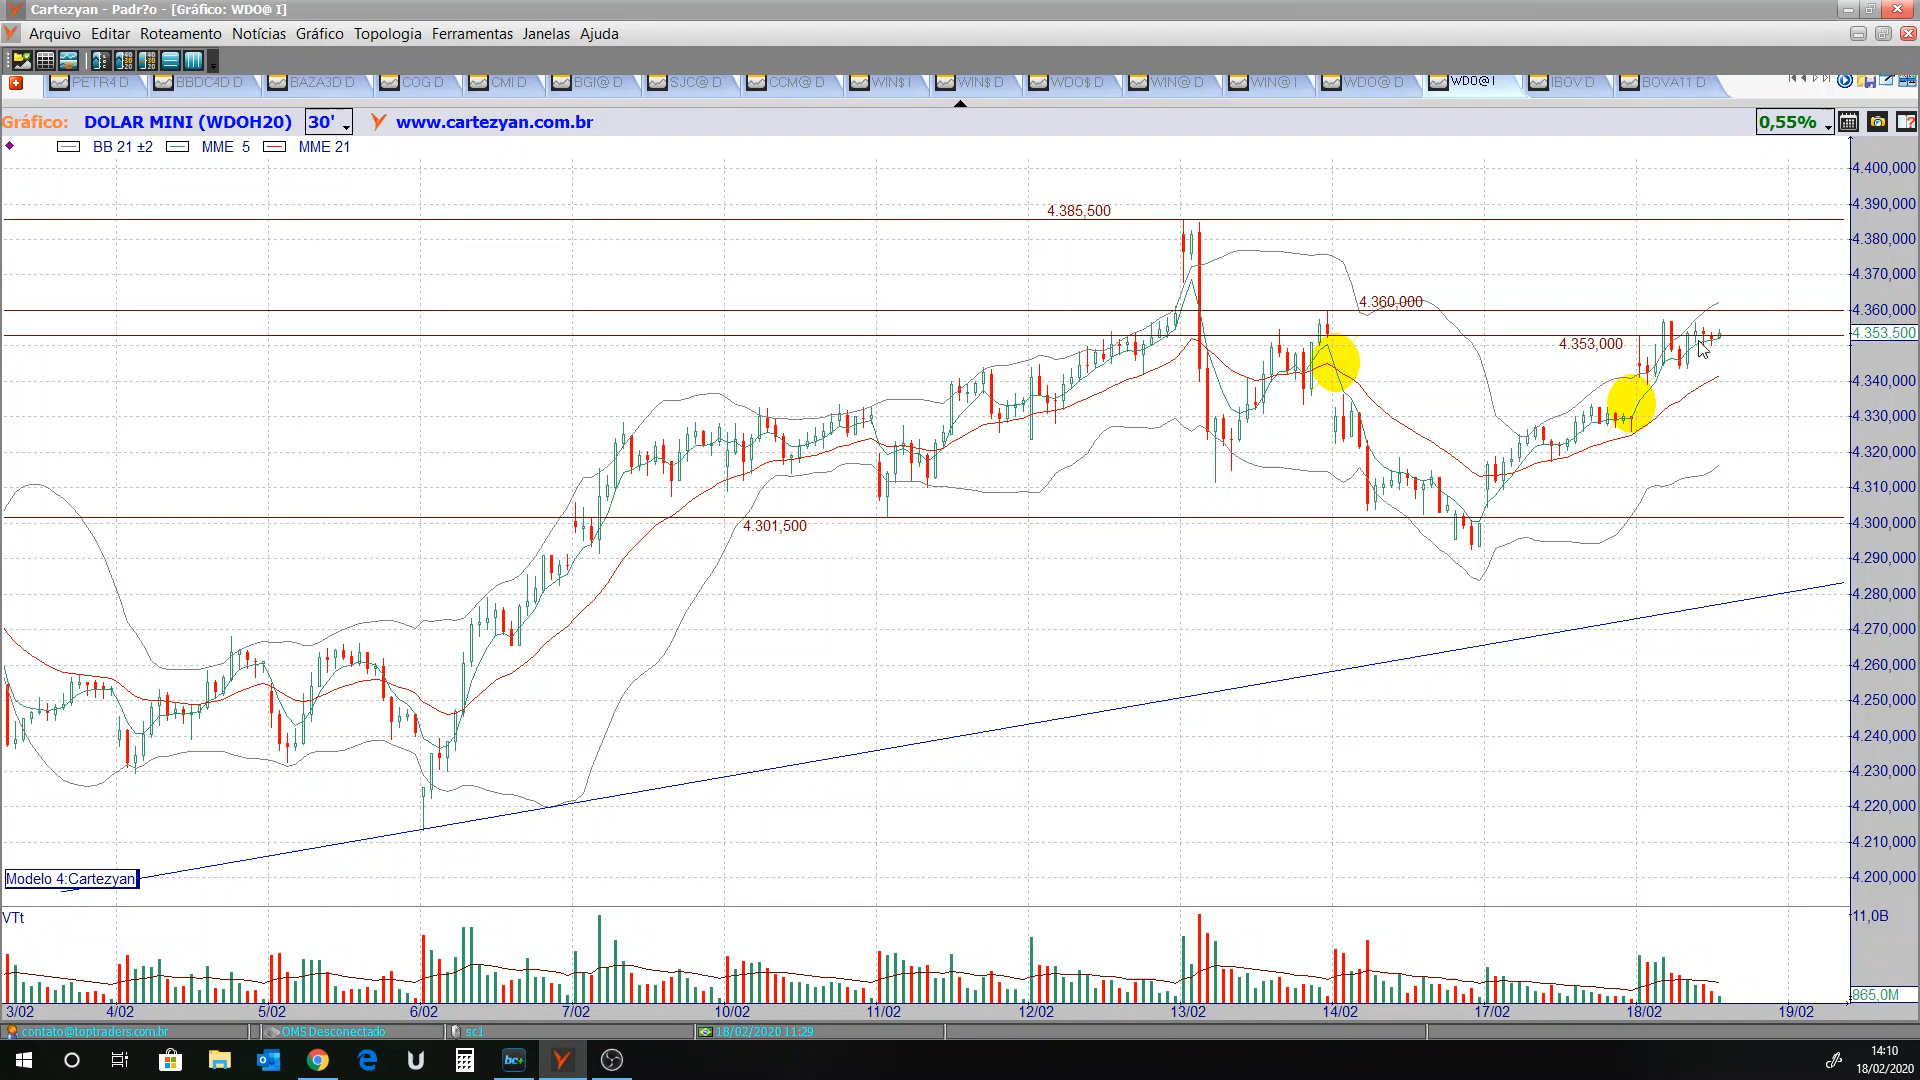 Cartezyan - Padr?o - [Gráfico: WDO@ I]
Arquivo Editar Roteamento Notícias Gráfico Topologia Ferramentas Janelas Ajuda
PETR4 D BBDC4D D BAZA3D D COG D CMI D BGI@ D SJC@ D CCM@ D WIN$ I WIN$ D WDO$ D WIN@ D WIN@ I WDO@ D WDO@ I IBOV D BOVA11 D
Gráfico: DOLAR MINI (WDOH20) 30' www.cartezyan.com.br 0,55%
BB 21 ±2 MME 5 MME 21
4.400,000
4.390,000
4.385,500
4.380,000
4.370,000
4.360,000
4.360,000
4.353,500
4.353,000
4.340,000
4.330,000
4.320,000
4.310,000
4.300,000
4.301,500
4.290,000
4.280,000
4.270,000
4.260,000
4.250,000
4.240,000
4.230,000
4.220,000
4.210,000
4.200,000
Modelo 4:Cartezyan
VTt
11,0B
865,0M
3/02 4/02 5/02 6/02 7/02 10/02 11/02 12/02 13/02 14/02 17/02 18/02 19/02
contato@toptraders.com.br OMS Desconectado sc1 18/02/2020 11:29
bc+
14:10
18/02/2020